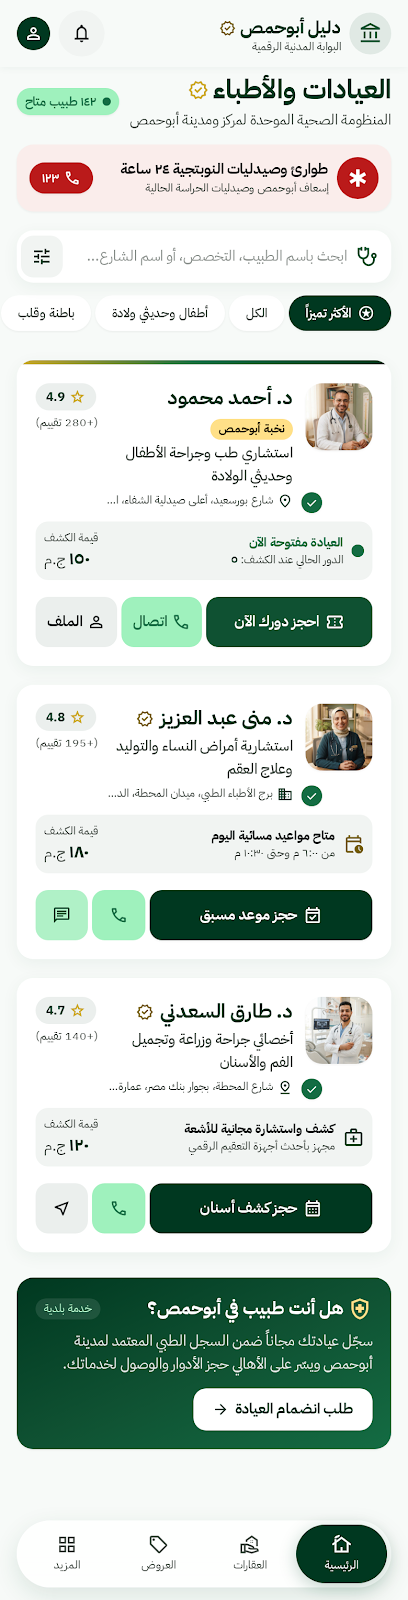 دليل أبوحمص
البوابة المدنية الرقمية
العيادات والأطباء
١٤٢ طبيب متاح
المنظومة الصحية الموحدة لمركز ومدينة أبوحمص
طوارئ وصيدليات النوبتجية ٢٤ ساعة
إسعاف أبوحمص وصيدليات الحراسة الحالية
١٢٣
ابحث باسم الطبيب، التخصص، أو اسم الشارع...
الأكثر تميزاً
الكل
أطفال وحديثي ولادة
باطنة وقلب
د. أحمد محمود
4.9
(+280 تقييم)
نخبة أبوحمص
استشاري طب وجراحة الأطفال
وحديثي الولادة
شارع بورسعيد، أعلى صيدلية الشفاء، ا...
العيادة مفتوحة الآن
الدور الحالي عند الكشف: ٥
قيمة الكشف
١٥٠ ج.م
احجز دورك الآن
اتصال
الملف
د. منى عبد العزيز
4.8
(+195 تقييم)
استشارية أمراض النساء والتوليد
وعلاج العقم
برج الأطباء الطبي، ميدان المحطة، الد...
متاح مواعيد مسائية اليوم
من ٦:٠٠ م وحتى ١٠:٣٠ م
قيمة الكشف
١٨٠ ج.م
حجز موعد مسبق
د. طارق السعدني
4.7
(+140 تقييم)
أخصائي جراحة وزراعة وتجميل
الفم والأسنان
شارع المحطة، بجوار بنك مصر، عمارة...
كشف واستشارة مجانية للأشعة
مجهز بأحدث أجهزة التعقيم الرقمي
قيمة الكشف
١٢٠ ج.م
حجز كشف أسنان
هل أنت طبيب في أبوحمص؟
خدمة بلدية
سجّل عيادتك مجاناً ضمن السجل الطبي المعتمد لمدينة
أبوحمص ويسّر على الأهالي حجز الأدوار والوصول لخدماتك.
طلب انضمام العيادة
الرئيسية
العقارات
العروض
المزيد